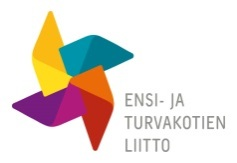 ENSI- JA
TURVAKOTIEN
LIITTO